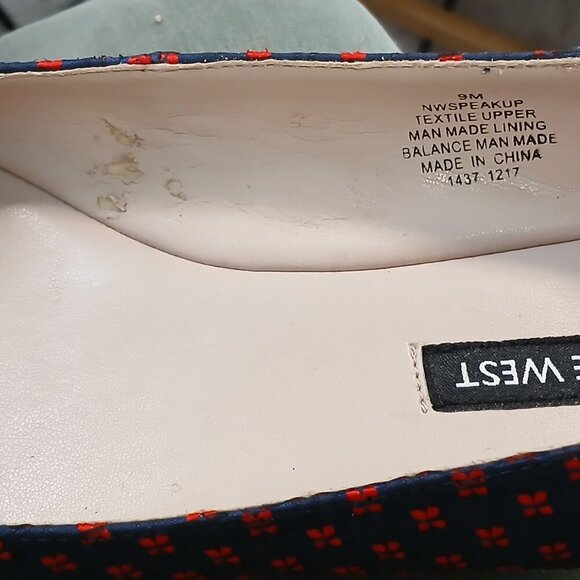 9M
NWSPEAKUP
TEXTILE UPPER
MAN MADE LINING
BALANCE MAN MADE
MADE IN CHINA
1437 1217
E WEST